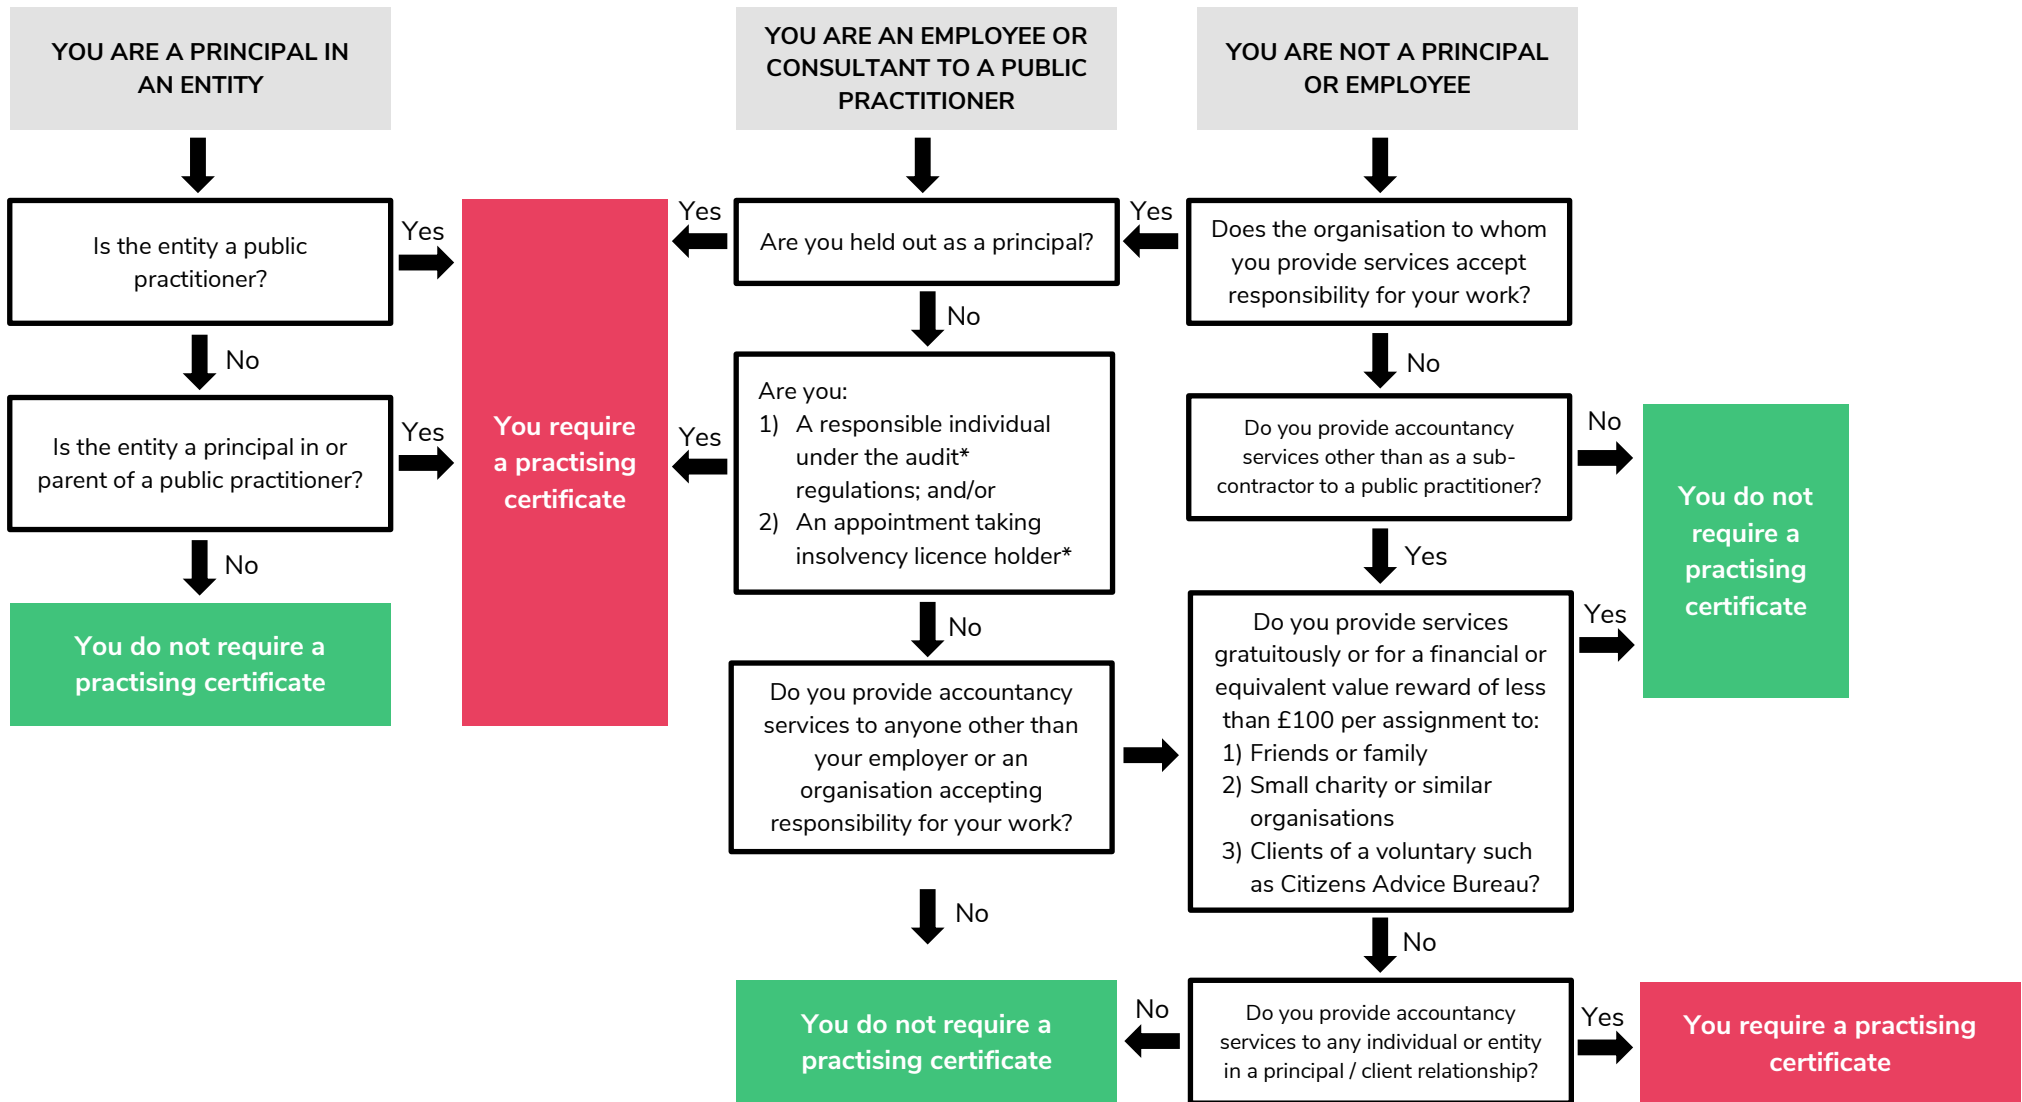 YOU ARE A PRINCIPAL IN
AN ENTITY
Is the entity a public
practitioner?
Yes
No
Is the entity a principal in or
parent of a public practitioner?
Yes
No
You do not require a
practising certificate
You require
a practising
certificate
YOU ARE AN EMPLOYEE OR
CONSULTANT TO A PUBLIC
PRACTITIONER
Yes
Are you held out as a principal?
No
Yes
Are you:
1) A responsible individual
under the audit*
regulations; and/or
2) An appointment taking
insolvency licence holder*
No
Do you provide accountancy
services to anyone other than
your employer or an
organisation accepting
responsibility for your work?
No
You do not require a
practising certificate
YOU ARE NOT A PRINCIPAL
OR EMPLOYEE
Yes
Does the organisation to whom
you provide services accept
responsibility for your work?
No
Do you provide accountancy
services other than as a sub-
contractor to a public practitioner?
No
Yes
Do you provide services
gratuitously or for a financial or
equivalent value reward of less
than £100 per assignment to:
1) Friends or family
2) Small charity or similar
organisations
3) Clients of a voluntary such
as Citizens Advice Bureau?
Yes
You do not
require a
practising
certificate
No
Do you provide accountancy
services to any individual or entity
in a principal / client relationship?
No
Yes
You require a practising
certificate